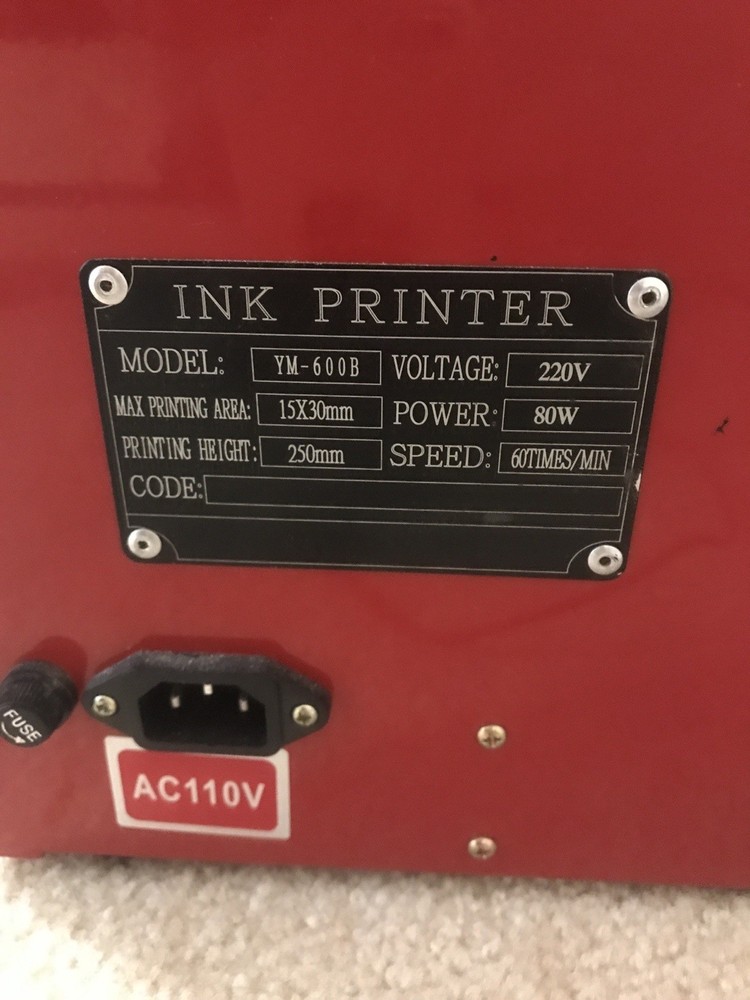 INK PRINTER
MODEL: YM-600B VOLTAGE: 220V
MAX PRINTING AREA: 15X30mm POWER: 80W
PRINTING HEIGHT: 250mm SPEED: 60TIMES/MIN
CODE:
FUSE
AC110V